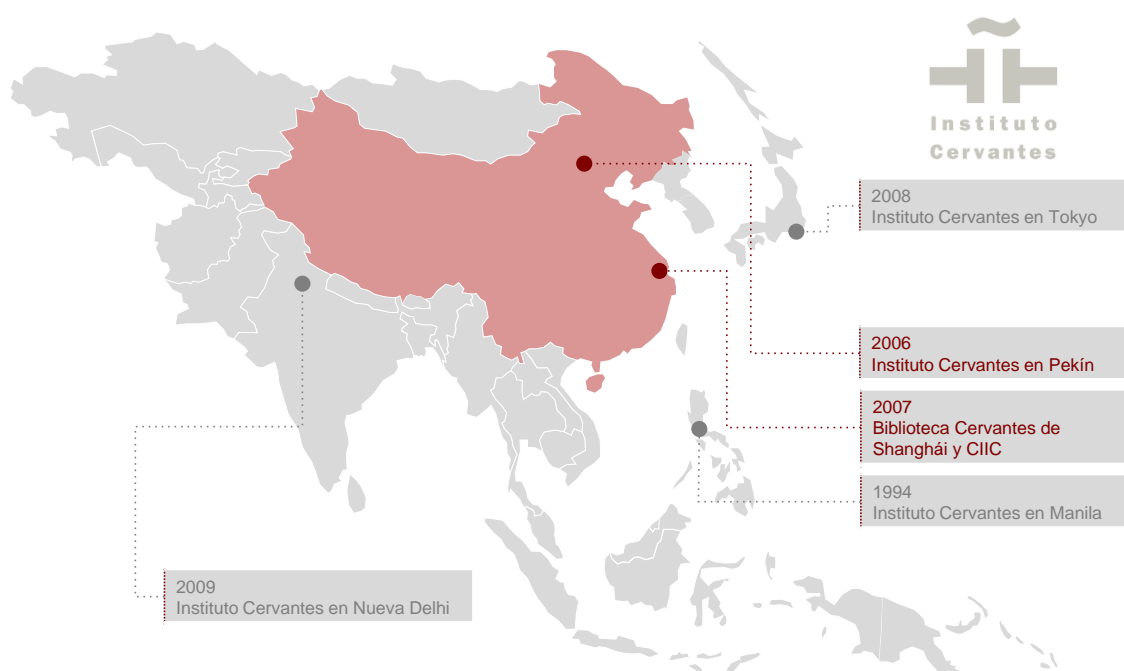 Instituto
Cervantes
2008
Instituto Cervantes en Tokyo
2006
Instituto Cervantes en Pekín
2007
Biblioteca Cervantes de
Shanghái y CIIC
1994
Instituto Cervantes en Manila
2009
Instituto Cervantes en Nueva Delhi